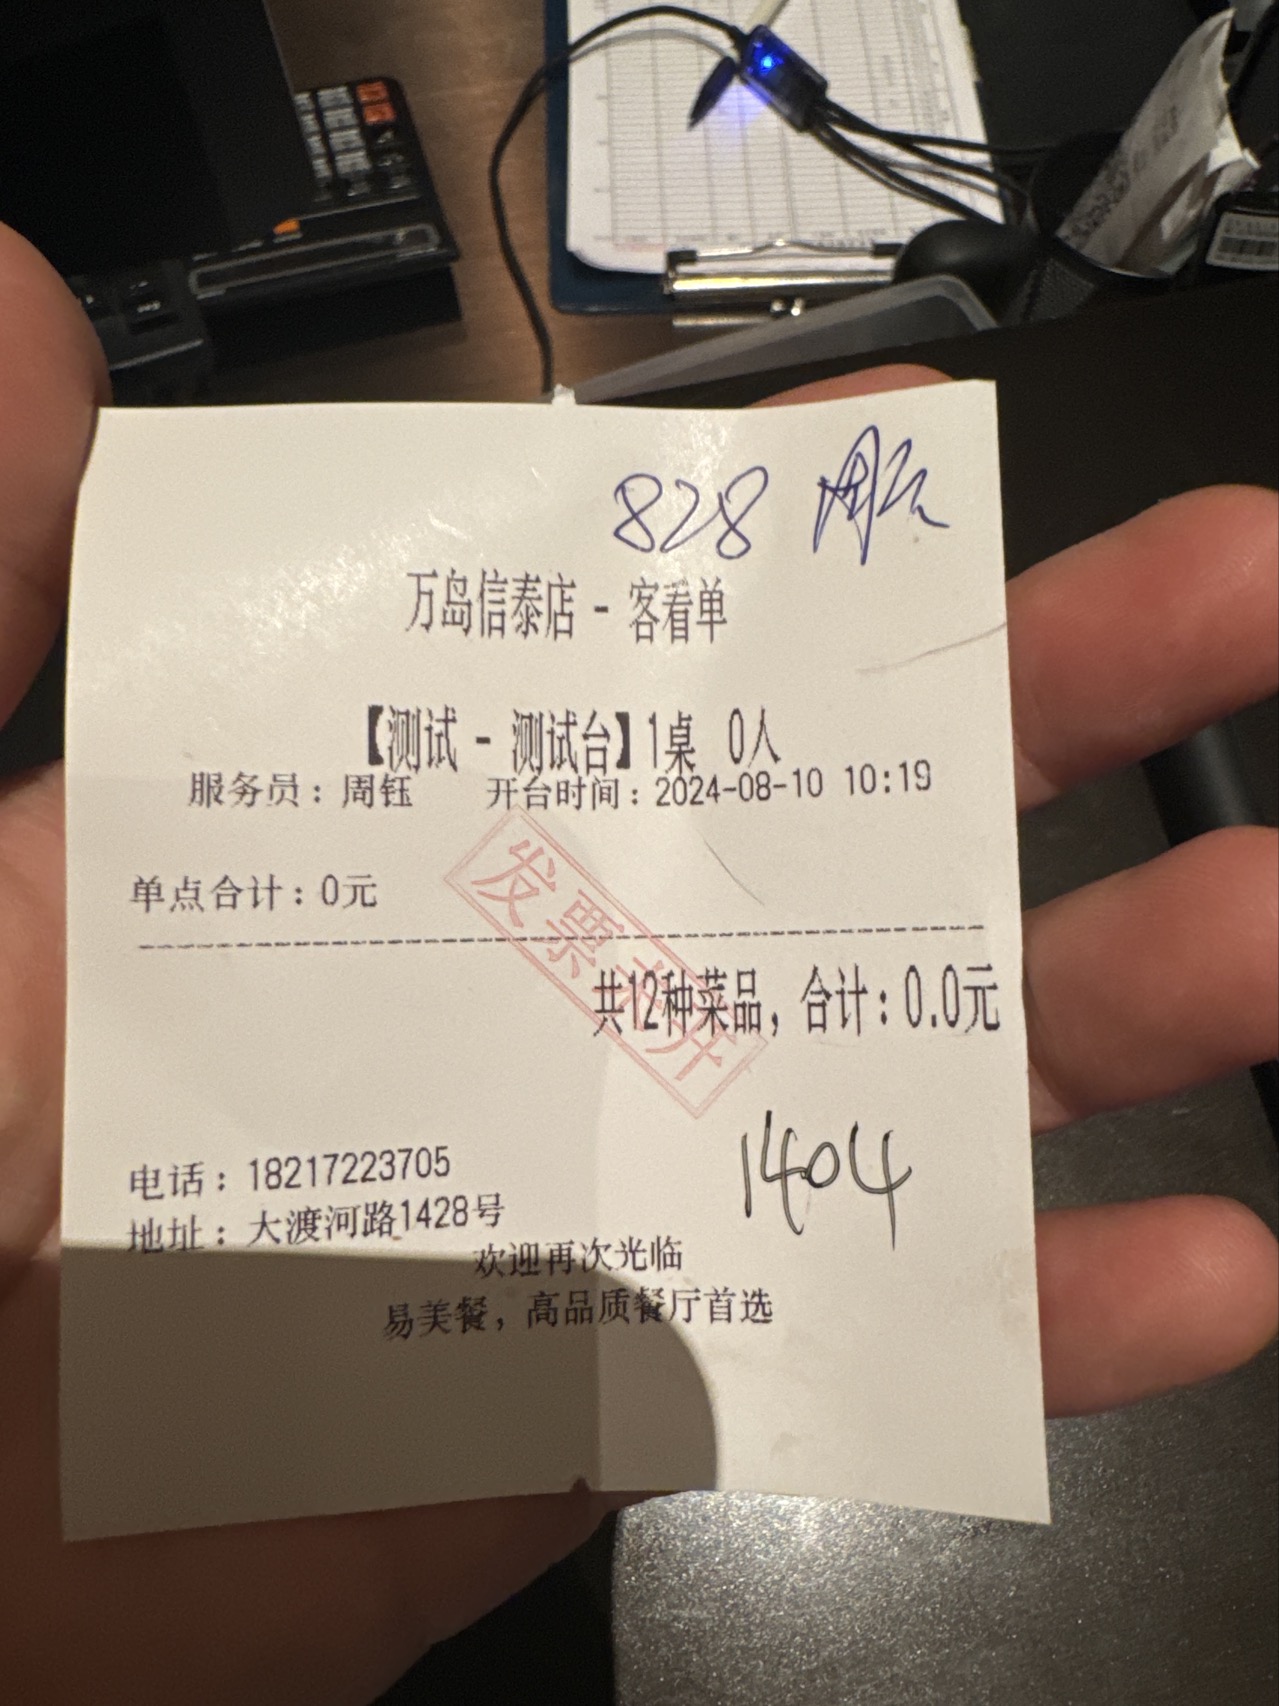 828
万岛信泰店 - 客看单
【测试 - 测试台】1桌 0人
服务员：周钰 开台时间：2024-08-10 10:19
单点合计：0元
发票未开
共12种菜品，合计：0.0元
1404
电话：18217223705
地址：大渡河路1428号
欢迎再次光临
易美餐，高品质餐厅首选